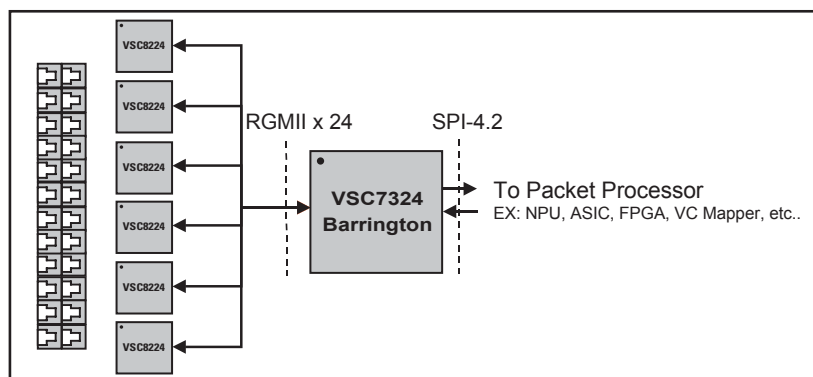 VSC8224
VSC8224
VSC8224
VSC8224
VSC8224
VSC8224
RGMII x 24
SPI-4.2
VSC7324
Barrington
To Packet Processor
EX: NPU, ASIC, FPGA, VC Mapper, etc..